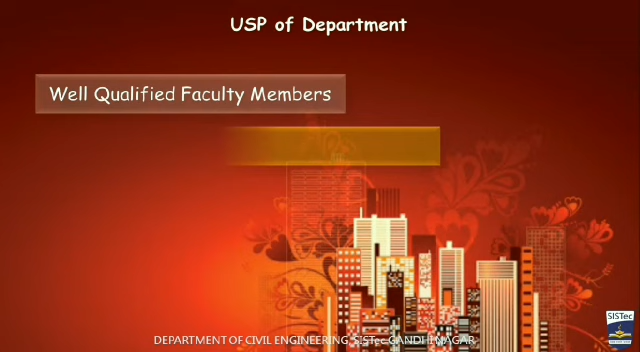 USP of Department
Well Qualified Faculty Members
DEPARTMENT OF CIVIL ENGINEERING, SISTec GANDHI NAGAR
SISTec